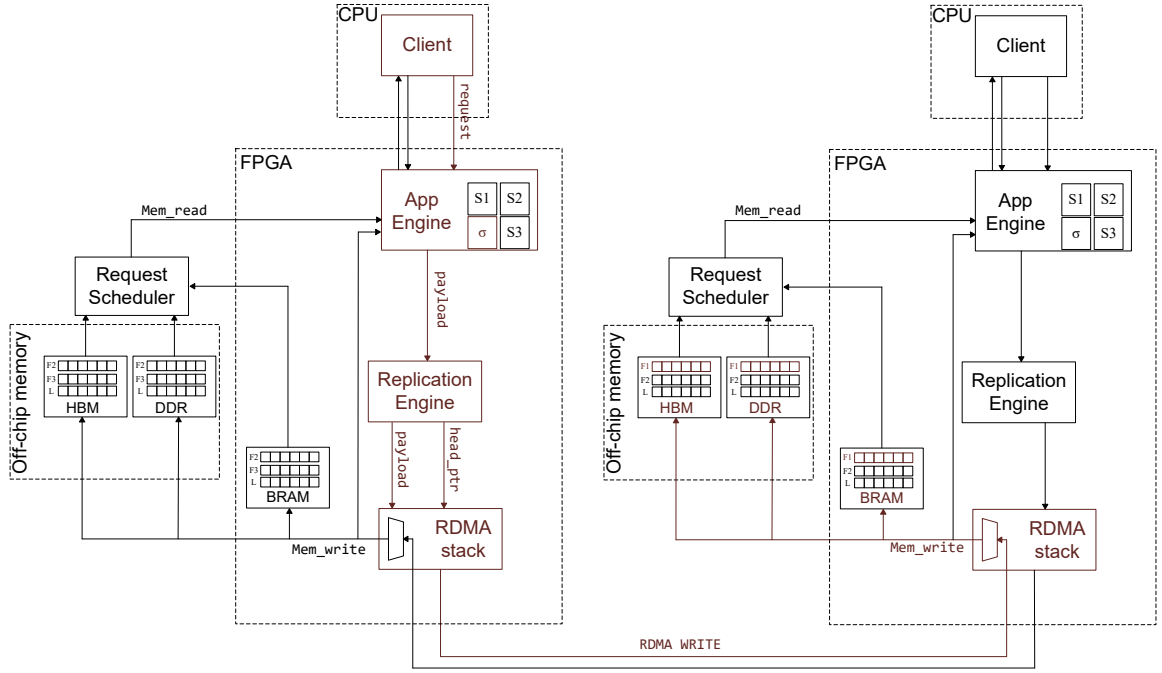 CPU
Client
request
FPGA
App
Engine
S1
S2
σ
S3
Mem_read
Request
Scheduler
payload
Off-chip memory
F2
F3
L
HBM
F2
F3
L
DDR
Replication
Engine
payload
head_ptr
F2
F3
L
BRAM
RDMA
stack
Mem_write
CPU
Client
FPGA
App
Engine
S1
S2
σ
S3
Mem_read
Request
Scheduler
Off-chip memory
F1
F2
L
HBM
F1
F2
L
DDR
Replication
Engine
F1
F2
L
BRAM
RDMA
stack
Mem_write
RDMA WRITE